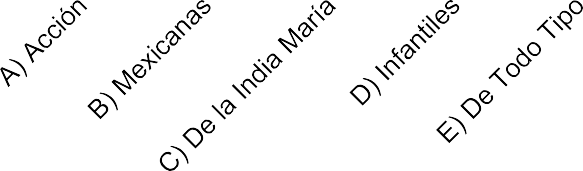 A) Acción
B) Mexicanas
C) De la India María
D) Infantiles
E) De Todo Tipo